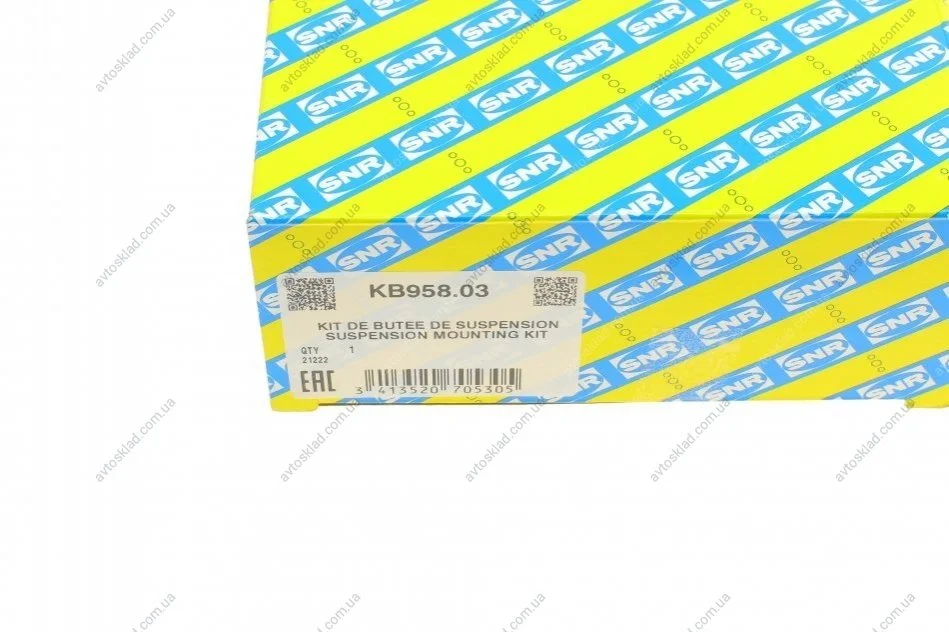 SNR
KB958.03
KIT DE BUTEE DE SUSPENSION
SUSPENSION MOUNTING KIT
QTY 1
21222
EAC
3 413520 705305
avtosklad.com.ua